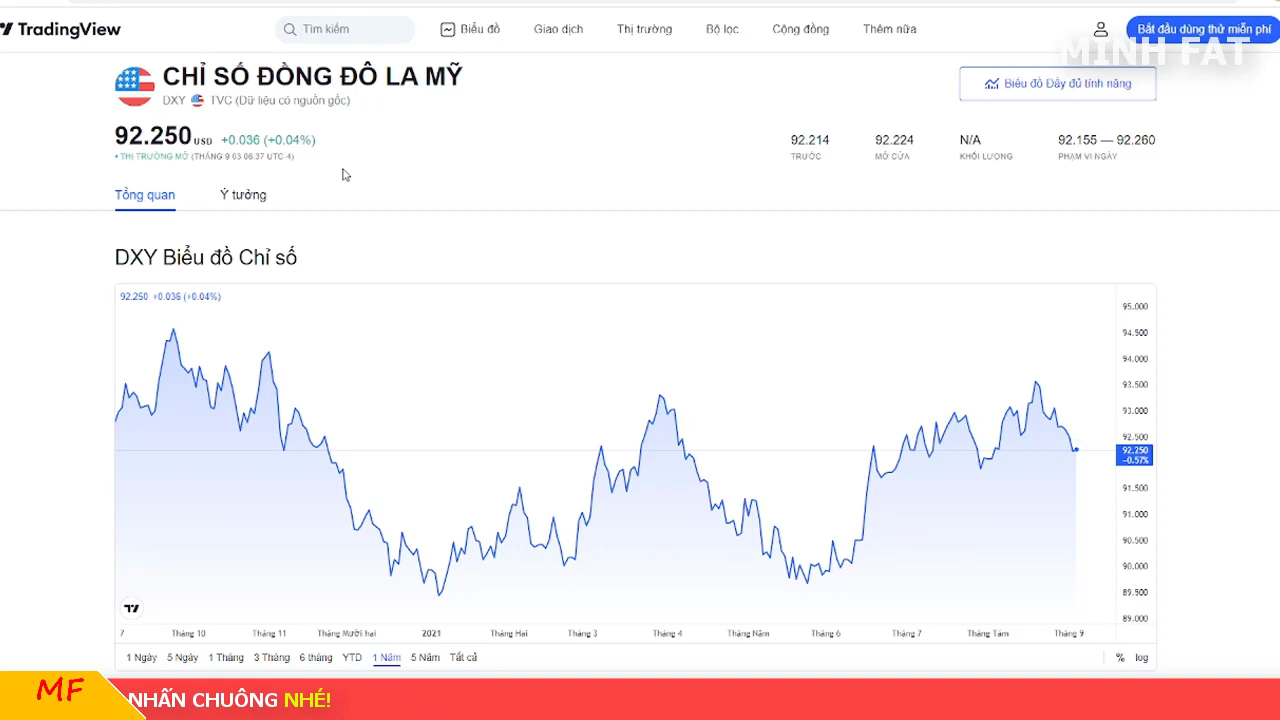 TradingView
Tìm kiếm
Biểu đồ
Giao dịch
Thị trường
Bộ lọc
Cộng đồng
Thêm nữa
Bắt đầu dùng thử miễn phí
MINH FAT
CHỈ SỐ ĐỒNG ĐÔ LA MỸ
DXY TVC (Dữ liệu có nguồn gốc)
Biểu đồ Đầy đủ tính năng
92.250 USD +0.036 (+0.04%)
• THỊ TRƯỜNG MỞ (THÁNG 9 03 06:37 UTC-4)
92.214 92.224 N/A 92.155 — 92.260
TRƯỚC MỞ CỬA KHỐI LƯỢNG PHẠM VI NGÀY
Tổng quan Ý tưởng
DXY Biểu đồ Chỉ số
92.250 +0.036 (+0.04%)
95.000
94.500
94.000
93.500
93.000
92.500
92.250
-0.57%
91.500
91.000
90.500
90.000
89.500
89.000
7 Tháng 10 Tháng 11 Tháng Mười hai 2021 Tháng Hai Tháng 3 Tháng 4 Tháng Năm Tháng 6 Tháng 7 Tháng Tám Tháng 9
1 Ngày 5 Ngày 1 Tháng 3 Tháng 6 tháng YTD 1 Năm 5 Năm Tất cả % log
MF
NHẤN CHUÔNG NHÉ!